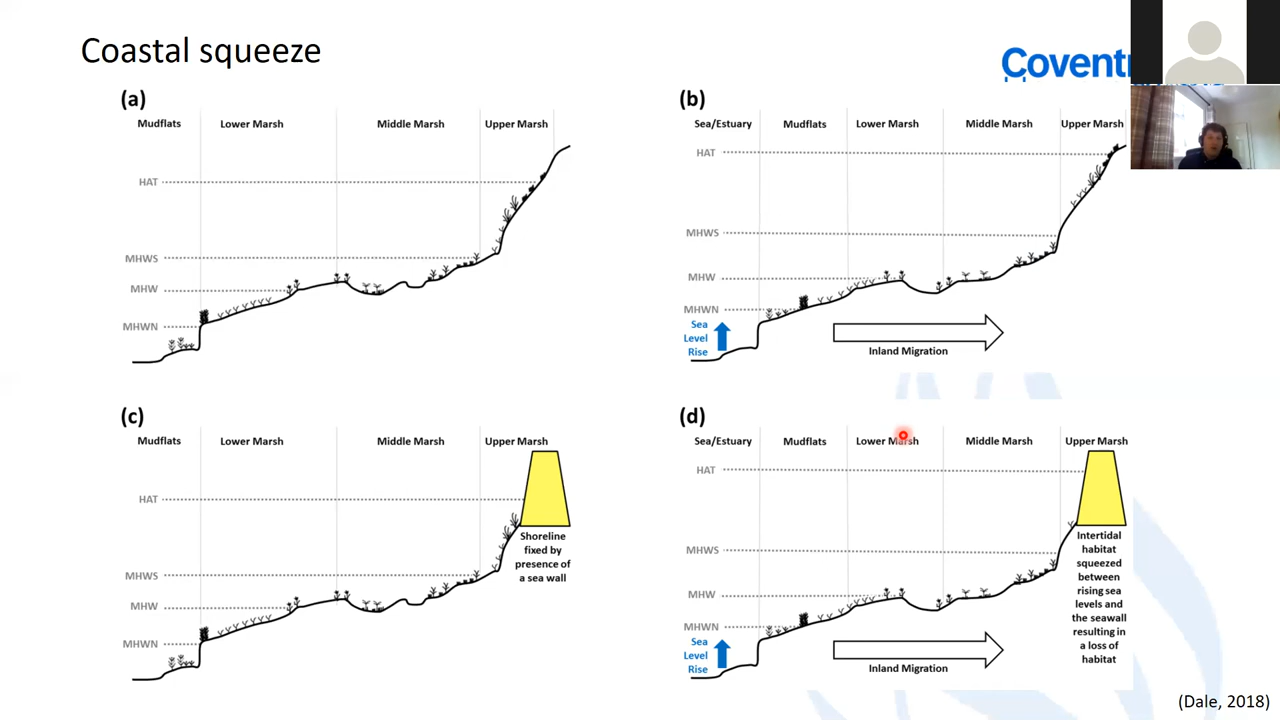 Coastal squeeze
Coventr
(a)
Mudflats Lower Marsh Middle Marsh Upper Marsh
HAT
MHWS
MHW
MHWN
(b)
Sea/Estuary Mudflats Lower Marsh Middle Marsh Upper Marsh
HAT
MHWS
MHW
MHWN
Sea
Level
Rise
Inland Migration
(c)
Mudflats Lower Marsh Middle Marsh Upper Marsh
HAT
Shoreline
fixed by
presence of
a sea wall
MHWS
MHW
MHWN
(d)
Sea/Estuary Mudflats Lower Marsh Middle Marsh Upper Marsh
HAT
MHWS
MHW
MHWN
Sea
Level
Rise
Inland Migration
Intertidal
habitat
squeezed
between
rising sea
levels and
the seawall
resulting in
a loss of
habitat
(Dale, 2018)